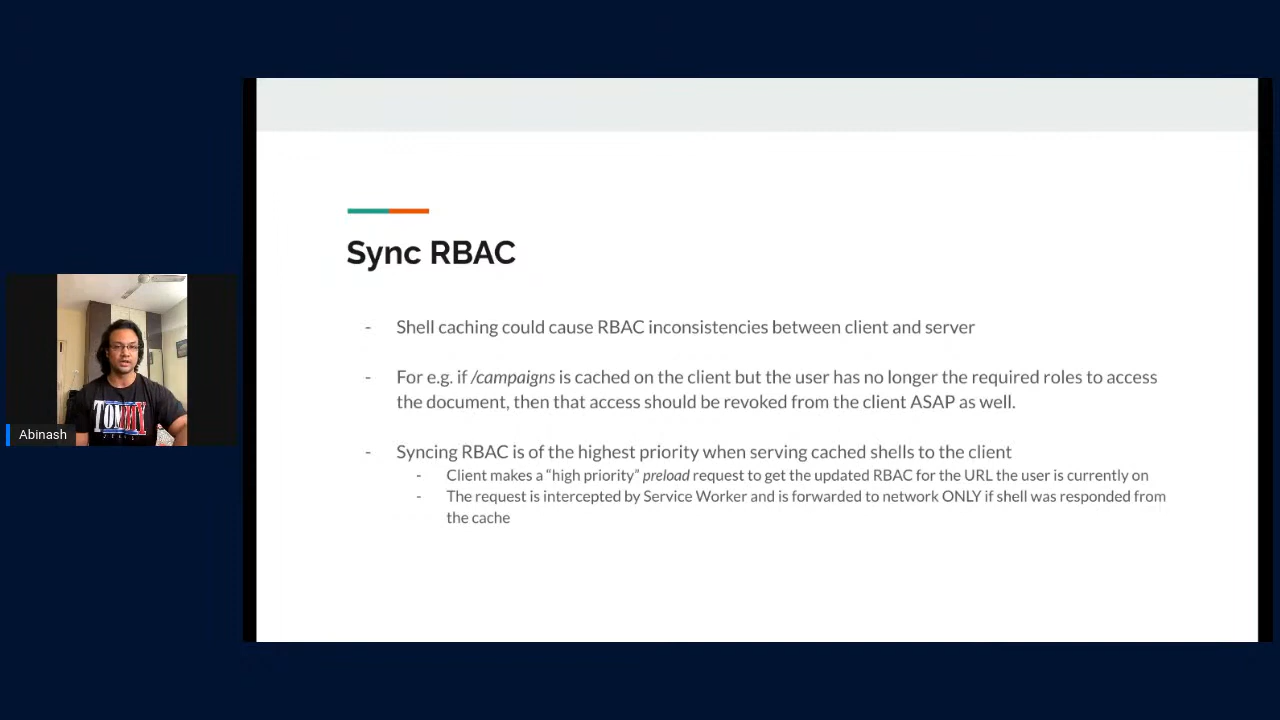 Sync RBAC
- Shell caching could cause RBAC inconsistencies between client and server
- For e.g. if /campaigns is cached on the client but the user has no longer the required roles to access
the document, then that access should be revoked from the client ASAP as well.
- Syncing RBAC is of the highest priority when serving cached shells to the client
- Client makes a “high priority” preload request to get the updated RBAC for the URL the user is currently on
- The request is intercepted by Service Worker and is forwarded to network ONLY if shell was responded from
the cache
TOMMY
Abinash